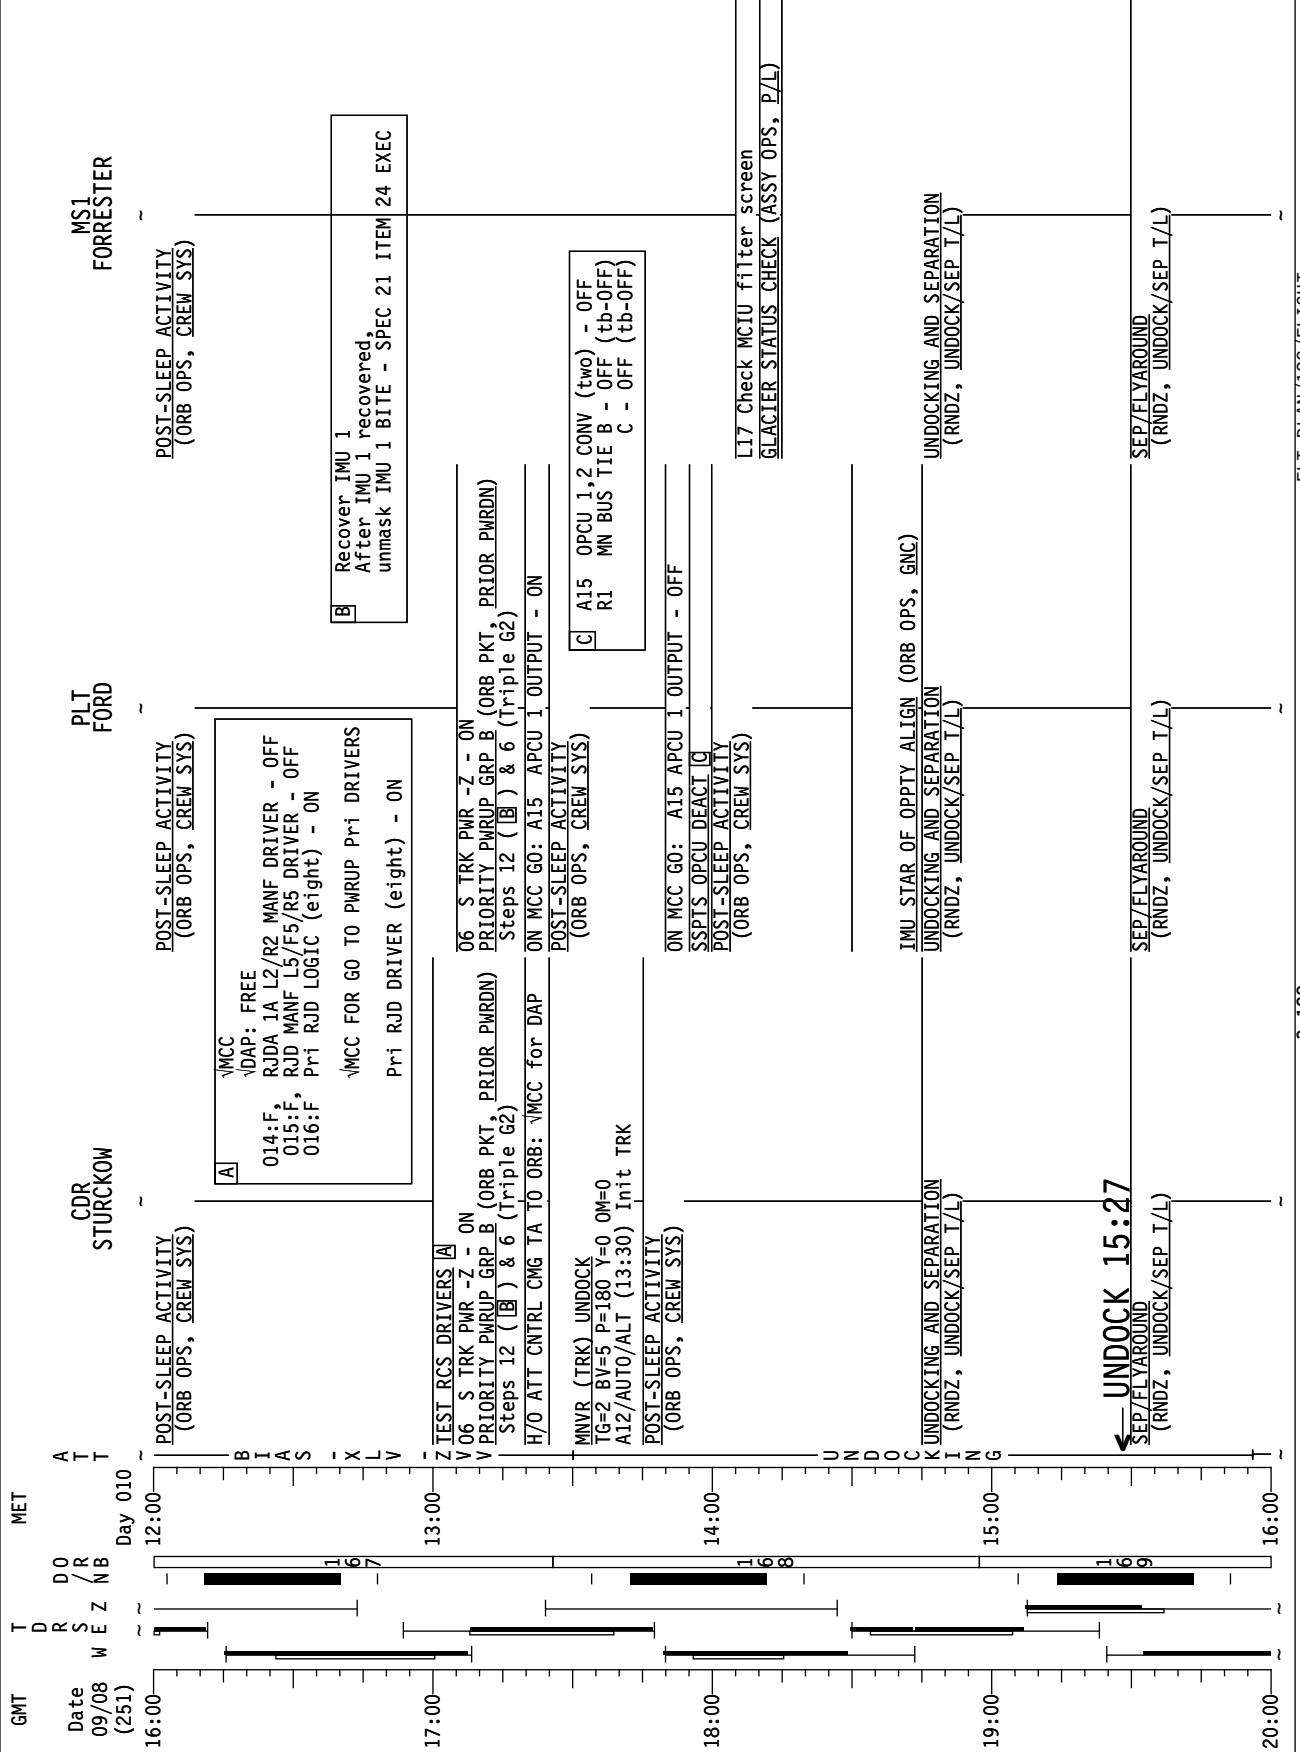 GMT
Date
09/08
(251)
16:00
17:00
18:00
19:00
20:00
T
D
R
S
W E Z
D O
/ R
N B
167
168
169
MET
Day 010
12:00
13:00
14:00
15:00
16:00
A
T
T
BIAS -XLV -ZVV
UNDOCKING
CDR
STURCKOW
POST-SLEEP ACTIVITY
(ORB OPS, CREW SYS)
A
√MCC
√DAP: FREE
O14:F, RJDA 1A L2/R2 MANF DRIVER - OFF
O15:F, RJD MANF L5/F5/R5 DRIVER - OFF
O16:F Pri RJD LOGIC (eight) - ON
√MCC FOR GO TO PWRUP Pri DRIVERS
Pri RJD DRIVER (eight) - ON
TEST RCS DRIVERS A
O6 S TRK PWR -Z - ON
PRIORITY PWRUP GRP B (ORB PKT, PRIOR PWRDN)
Steps 12 ( B ) & 6 (Triple G2)
H/O ATT CNTRL CMG TA TO ORB: √MCC for DAP
MNVR (TRK) UNDOCK
TG=2 BV=5 P=180 Y=0 OM=0
A12/AUTO/ALT (13:30) Init TRK
POST-SLEEP ACTIVITY
(ORB OPS, CREW SYS)
UNDOCKING AND SEPARATION
(RNDZ, UNDOCK/SEP T/L)
UNDOCK 15:27
SEP/FLYAROUND
(RNDZ, UNDOCK/SEP T/L)
PLT
FORD
POST-SLEEP ACTIVITY
(ORB OPS, CREW SYS)
O6 S TRK PWR -Z - ON
PRIORITY PWRUP GRP B (ORB PKT, PRIOR PWRDN)
Steps 12 ( B ) & 6 (Triple G2)
ON MCC GO: A15 APCU 1 OUTPUT - ON
POST-SLEEP ACTIVITY
(ORB OPS, CREW SYS)
ON MCC GO: A15 APCU 1 OUTPUT - OFF
SSPTS OPCU DEACT C
POST-SLEEP ACTIVITY
(ORB OPS, CREW SYS)
IMU STAR OF OPPTY ALIGN (ORB OPS, GNC)
UNDOCKING AND SEPARATION
(RNDZ, UNDOCK/SEP T/L)
SEP/FLYAROUND
(RNDZ, UNDOCK/SEP T/L)
MS1
FORRESTER
POST-SLEEP ACTIVITY
(ORB OPS, CREW SYS)
B
Recover IMU 1
After IMU 1 recovered,
unmask IMU 1 BITE - SPEC 21 ITEM 24 EXEC
C
A15 OPCU 1,2 CONV (two) - OFF
R1 MN BUS TIE B - OFF (tb-OFF)
C - OFF (tb-OFF)
L17 Check MCIU filter screen
GLACIER STATUS CHECK (ASSY OPS, P/L)
UNDOCKING AND SEPARATION
(RNDZ, UNDOCK/SEP T/L)
SEP/FLYAROUND
(RNDZ, UNDOCK/SEP T/L)